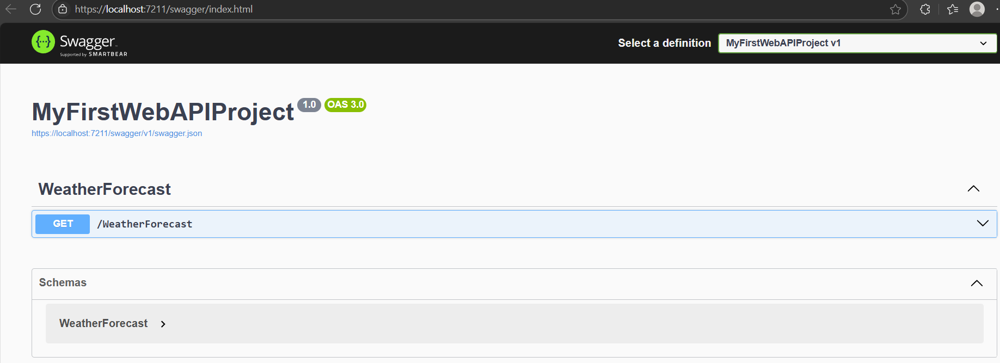 https://localhost:7211/swagger/index.html
{···} Swagger
Supported by SMARTBEAR
Select a definition
MyFirstWebAPIProject v1
MyFirstWebAPIProject 1.0 OAS 3.0
https://localhost:7211/swagger/v1/swagger.json
WeatherForecast
GET /WeatherForecast
Schemas
WeatherForecast